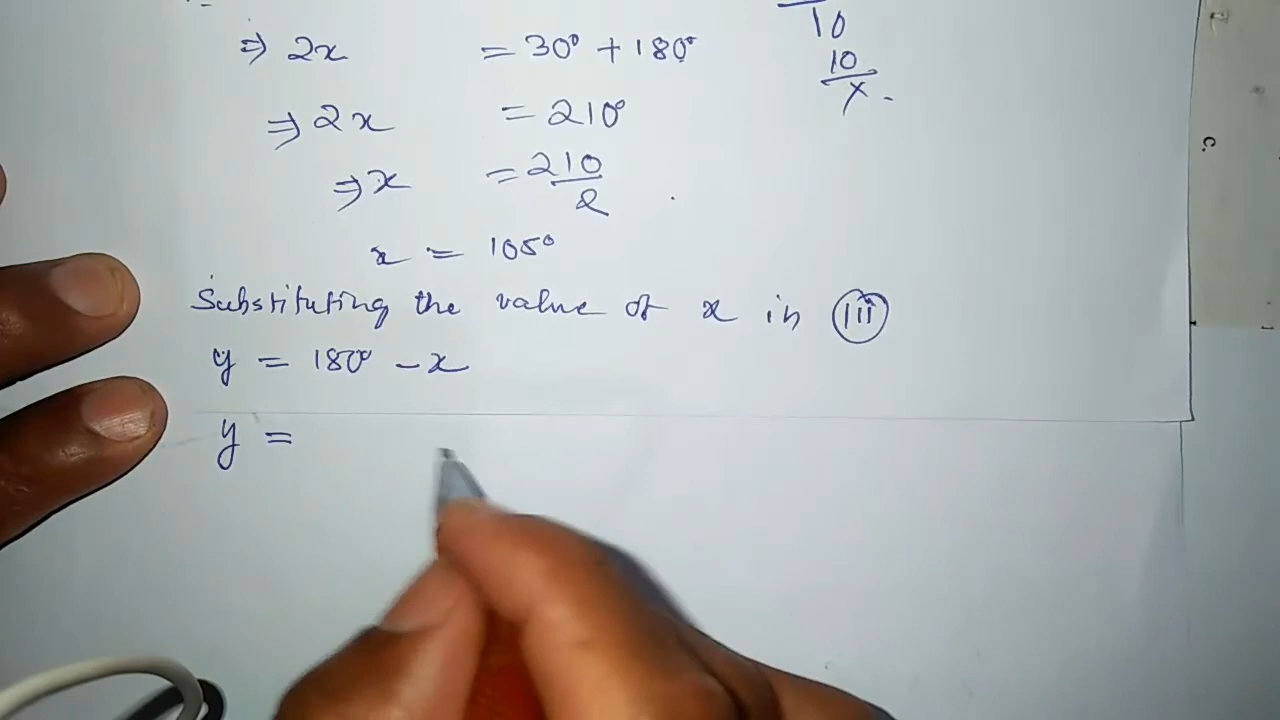 ⇒ 2x = 30° + 180°
⇒ 2x = 210°
⇒ x = 210/2
x = 105°
Substituting the value of x in (iii)
y = 180° - x
y =
10
10
x
C.